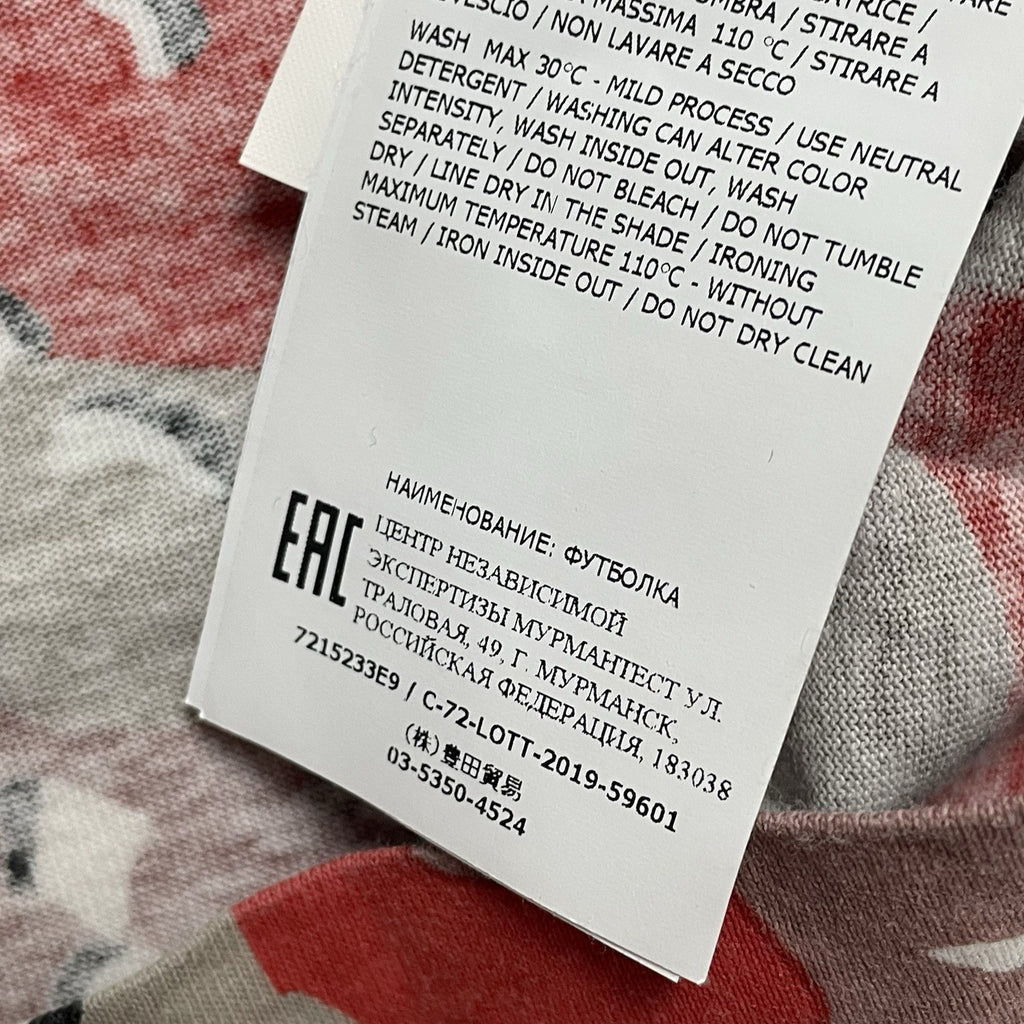 MASSIMA 110 °C / STIRARE A
/ NON LAVARE A SECCO
WASH MAX 30°C - MILD PROCESS / USE NEUTRAL
DETERGENT / WASHING CAN ALTER COLOR
INTENSITY, WASH INSIDE OUT, WASH
SEPARATELY / DO NOT BLEACH / DO NOT TUMBLE
DRY / LINE DRY IN THE SHADE / IRONING
MAXIMUM TEMPERATURE 110°C - WITHOUT
STEAM / IRON INSIDE OUT / DO NOT DRY CLEAN
НАИМЕНОВАНИЕ: ФУТБОЛКА
EAC
ЦЕНТР НЕЗАВИСИМОЙ
ЭКСПЕРТИЗЫ МУРМАНТЕСТ УЛ.
ТРАЛОВАЯ, 49, Г. МУРМАНСК,
РОССИЙСКАЯ ФЕДЕРАЦИЯ, 183038
7215233E9 / C-72-LOTT-2019-59601
(株)豊田貿易
03-5350-4524